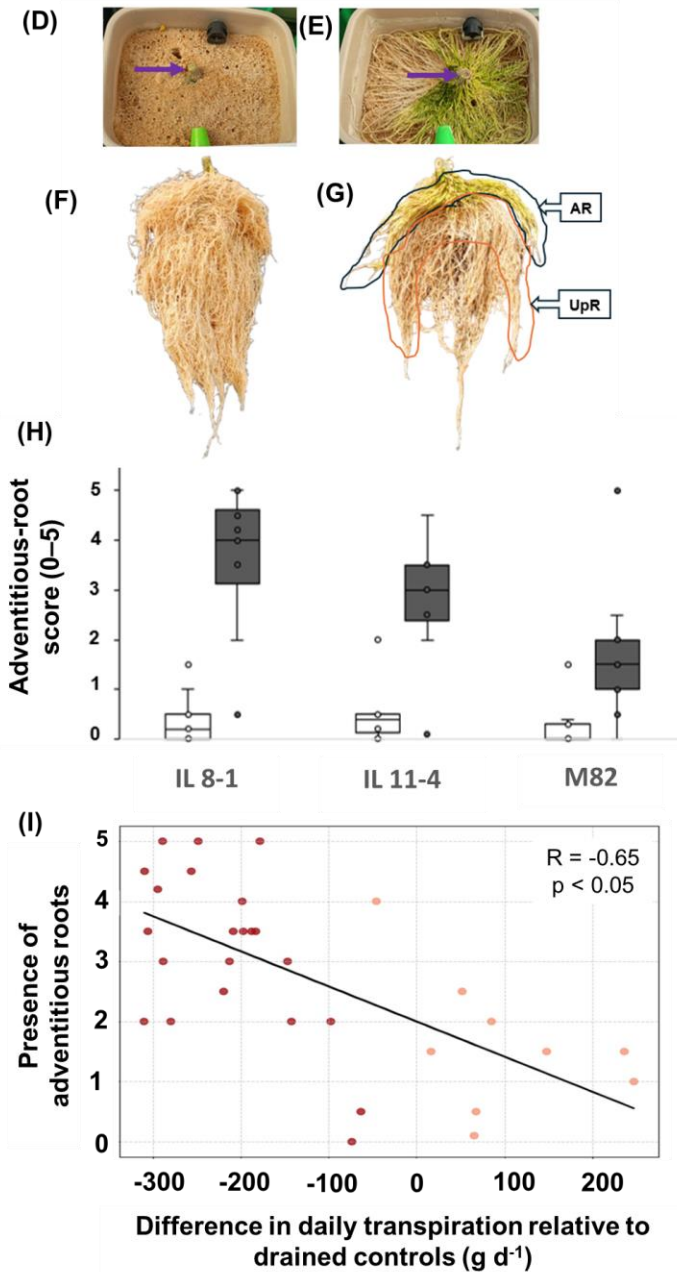 (D)
(E)
(F)
(G)
AR
UpR
(H)
Adventitious-root
score (0–5)
5
4
3
2
1
0
IL 8-1
IL 11-4
M82
(I)
Presence of
adventitious roots
5
4
3
2
1
0
R = -0.65
p < 0.05
-300
-200
-100
0
100
200
Difference in daily transpiration relative to
drained controls (g d⁻¹)